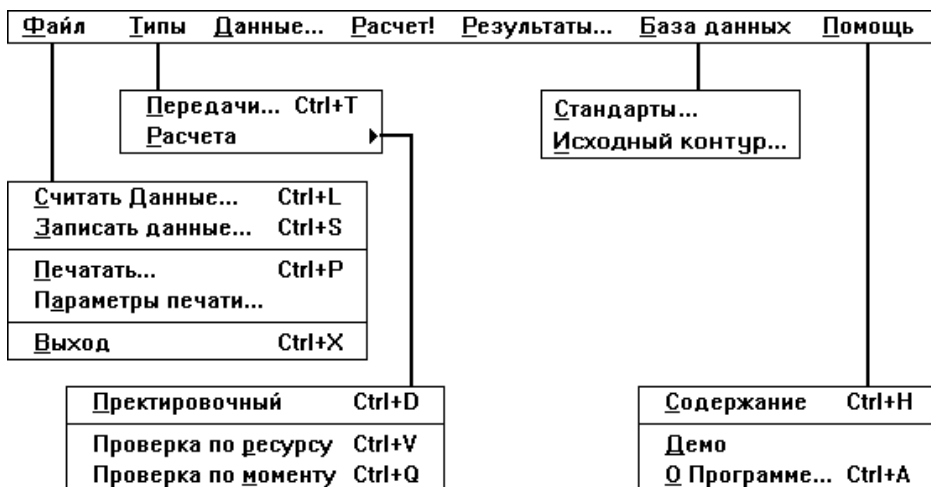 Файл Типы Данные... Расчет! Результаты... База данных Помощь
Передачи... Ctrl+T
Расчета
Стандарты...
Исходный контур...
Считать Данные... Ctrl+L
Записать данные... Ctrl+S
Печатать... Ctrl+P
Параметры печати...
Выход Ctrl+X
Пректировочный Ctrl+D
Проверка по ресурсу Ctrl+V
Проверка по моменту Ctrl+Q
Содержание Ctrl+H
Демо
О Программе... Ctrl+A